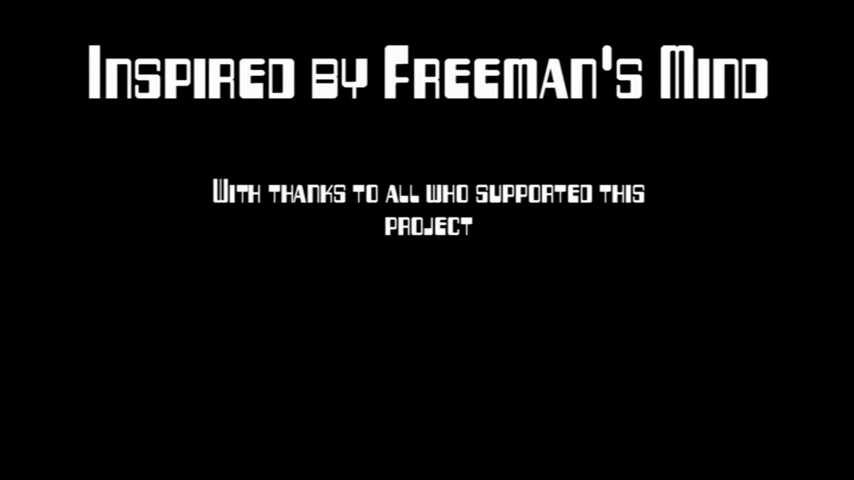 Inspired by Freeman's Mind
With thanks to all who supported this
project